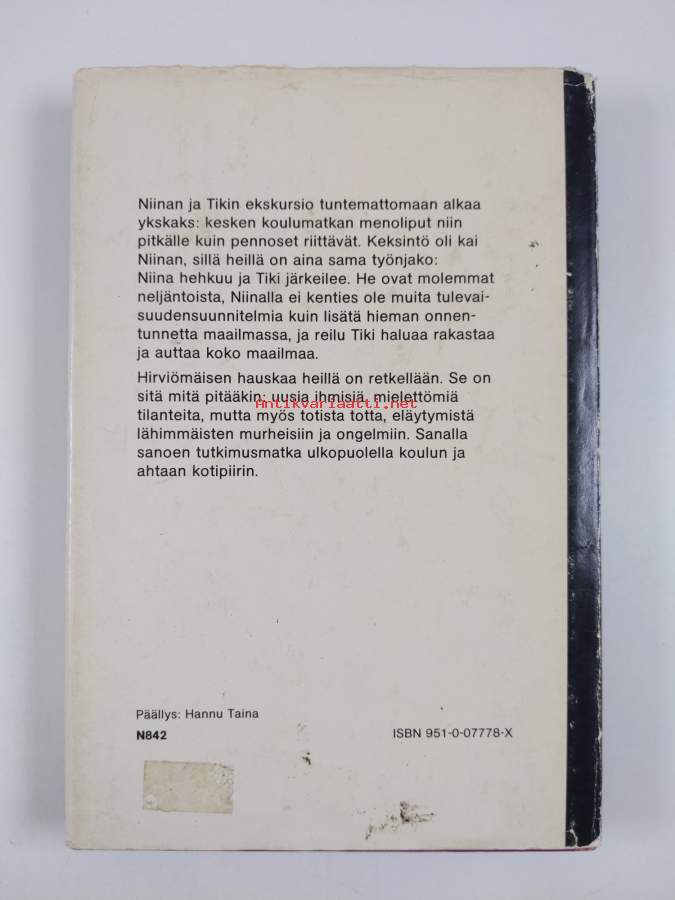 Niinan ja Tikin ekskursio tuntemattomaan alkaa
ykskaks: kesken koulumatkan menoliput niin
pitkälle kuin pennoset riittävät. Keksintö oli kai
Niinan, sillä heillä on aina sama työnjako:
Niina hehkuu ja Tiki järkeilee. He ovat molemmat
neljäntoista, Niinalla ei kenties ole muita tulevai-
suudensuunnitelmia kuin lisätä hieman onnen-
tunnetta maailmassa, ja reilu Tiki haluaa rakastaa
ja auttaa koko maailmaa.
Hirviömäisen hauskaa heillä on retkellään. Se on
sitä mitä pitääkin: uusia ihmisiä, mielettömiä
Antikvariaatti.net
tilanteita, mutta myös totista totta, eläytymistä
lähimmäisten murheisiin ja ongelmiin. Sanalla
sanoen tutkimusmatka ulkopuolella koulun ja
ahtaan kotipiirin.
Päällys: Hannu Taina
N842
ISBN 951-0-07778-X